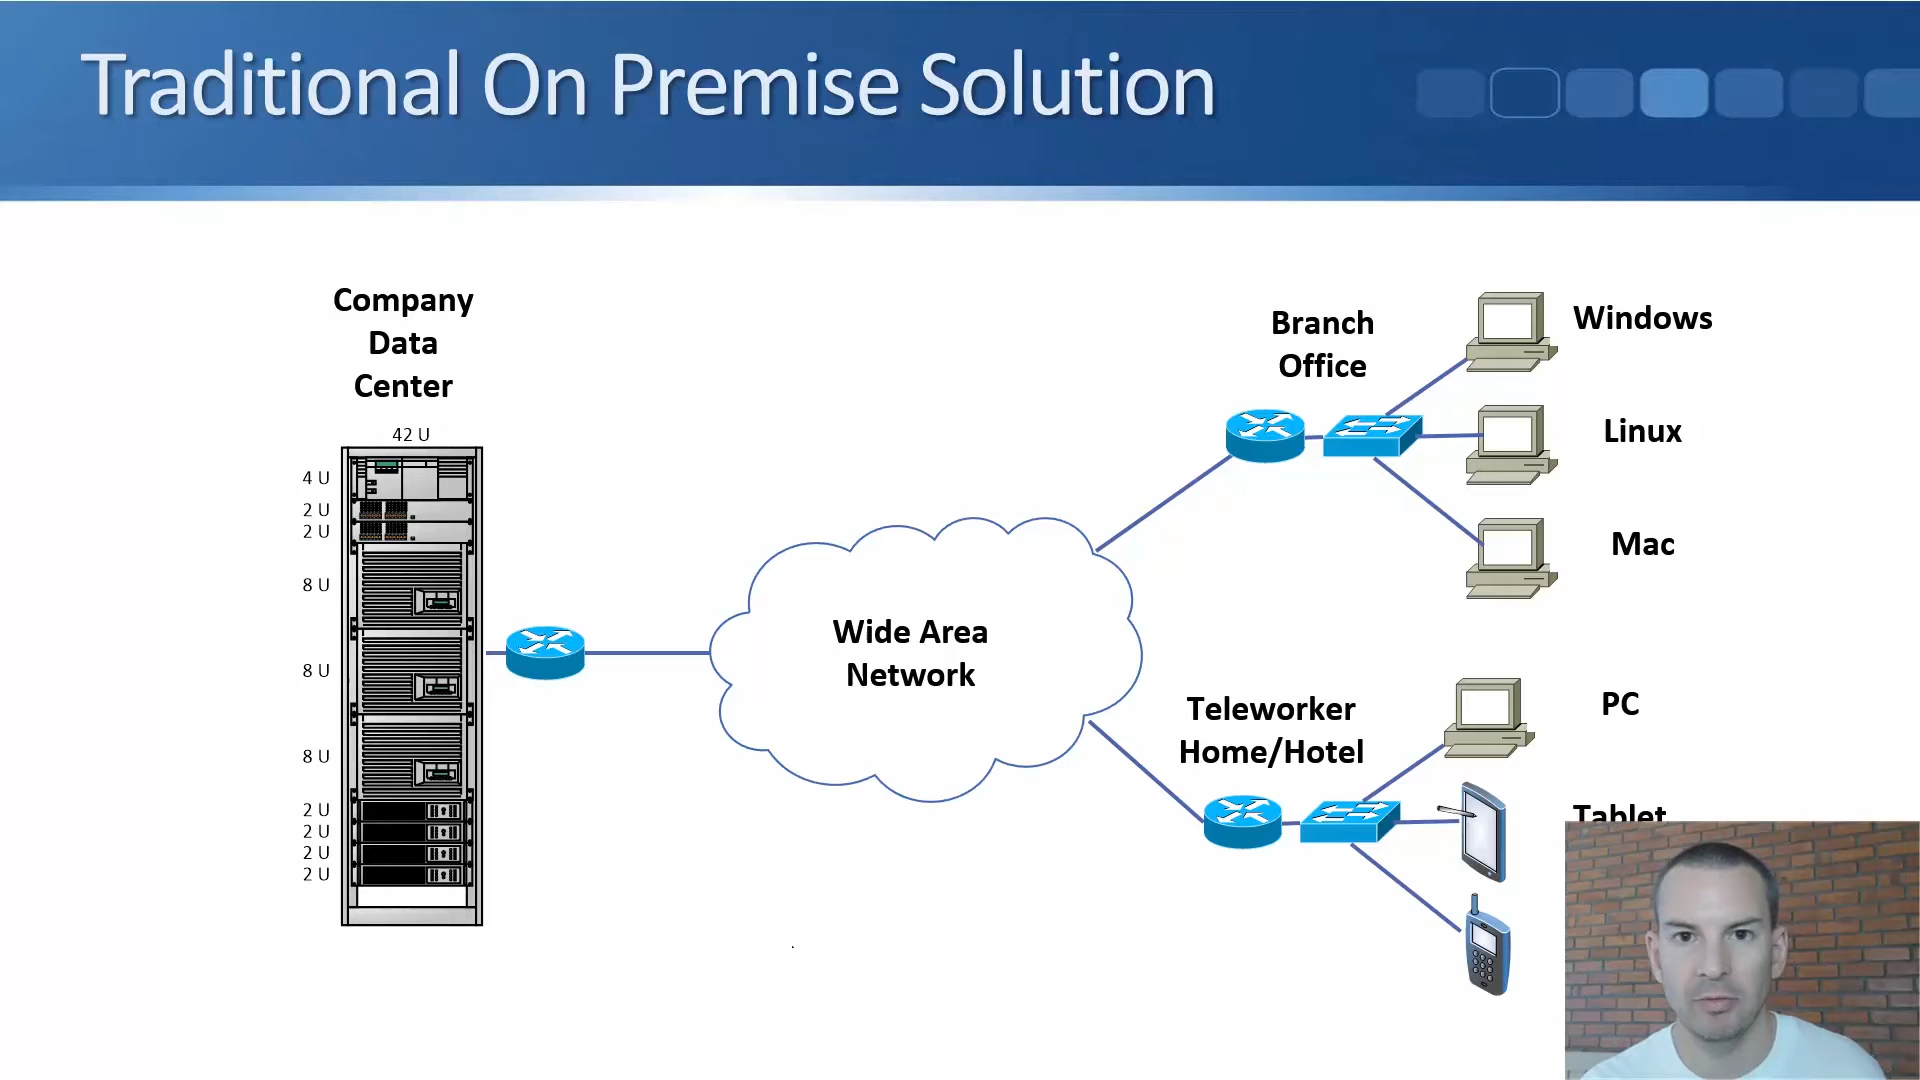 Traditional On Premise Solution
Company
Data
Center
42 U
4 U
2 U
2 U
8 U
8 U
8 U
2 U
2 U
2 U
2 U
Wide Area
Network
Branch
Office
Windows
Linux
Mac
Teleworker
Home/Hotel
PC
Tablet